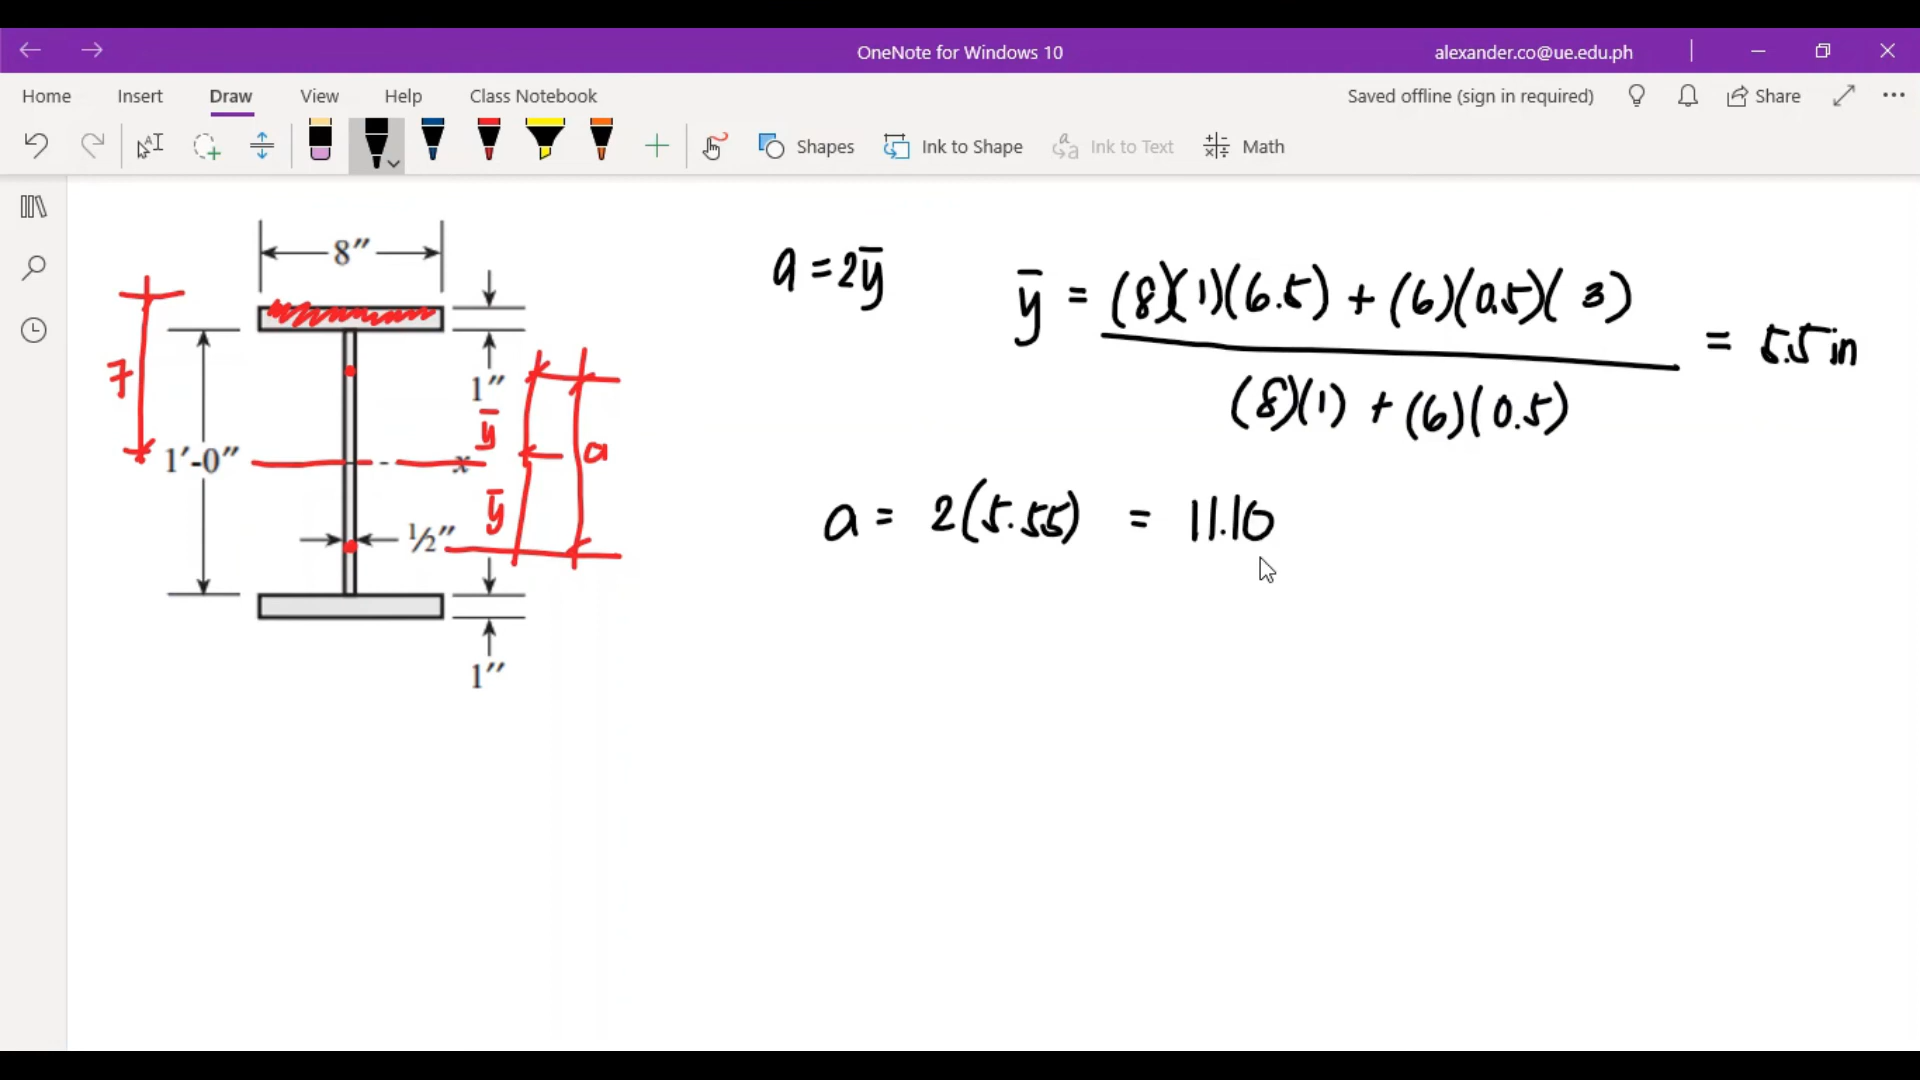 OneNote for Windows 10
alexander.co@ue.edu.ph
Home Insert Draw View Help Class Notebook
Saved offline (sign in required)
Share
Shapes
Ink to Shape
Ink to Text
Math
8"
a = 2ȳ
ȳ = (8)(1)(6.5) + (6)(0.5)(3)
(8)(1) + (6)(0.5)
= 5.5 in
7
1"
ȳ
1'-0"
x
a
ȳ
½"
a = 2(5.55) = 11.10
1"